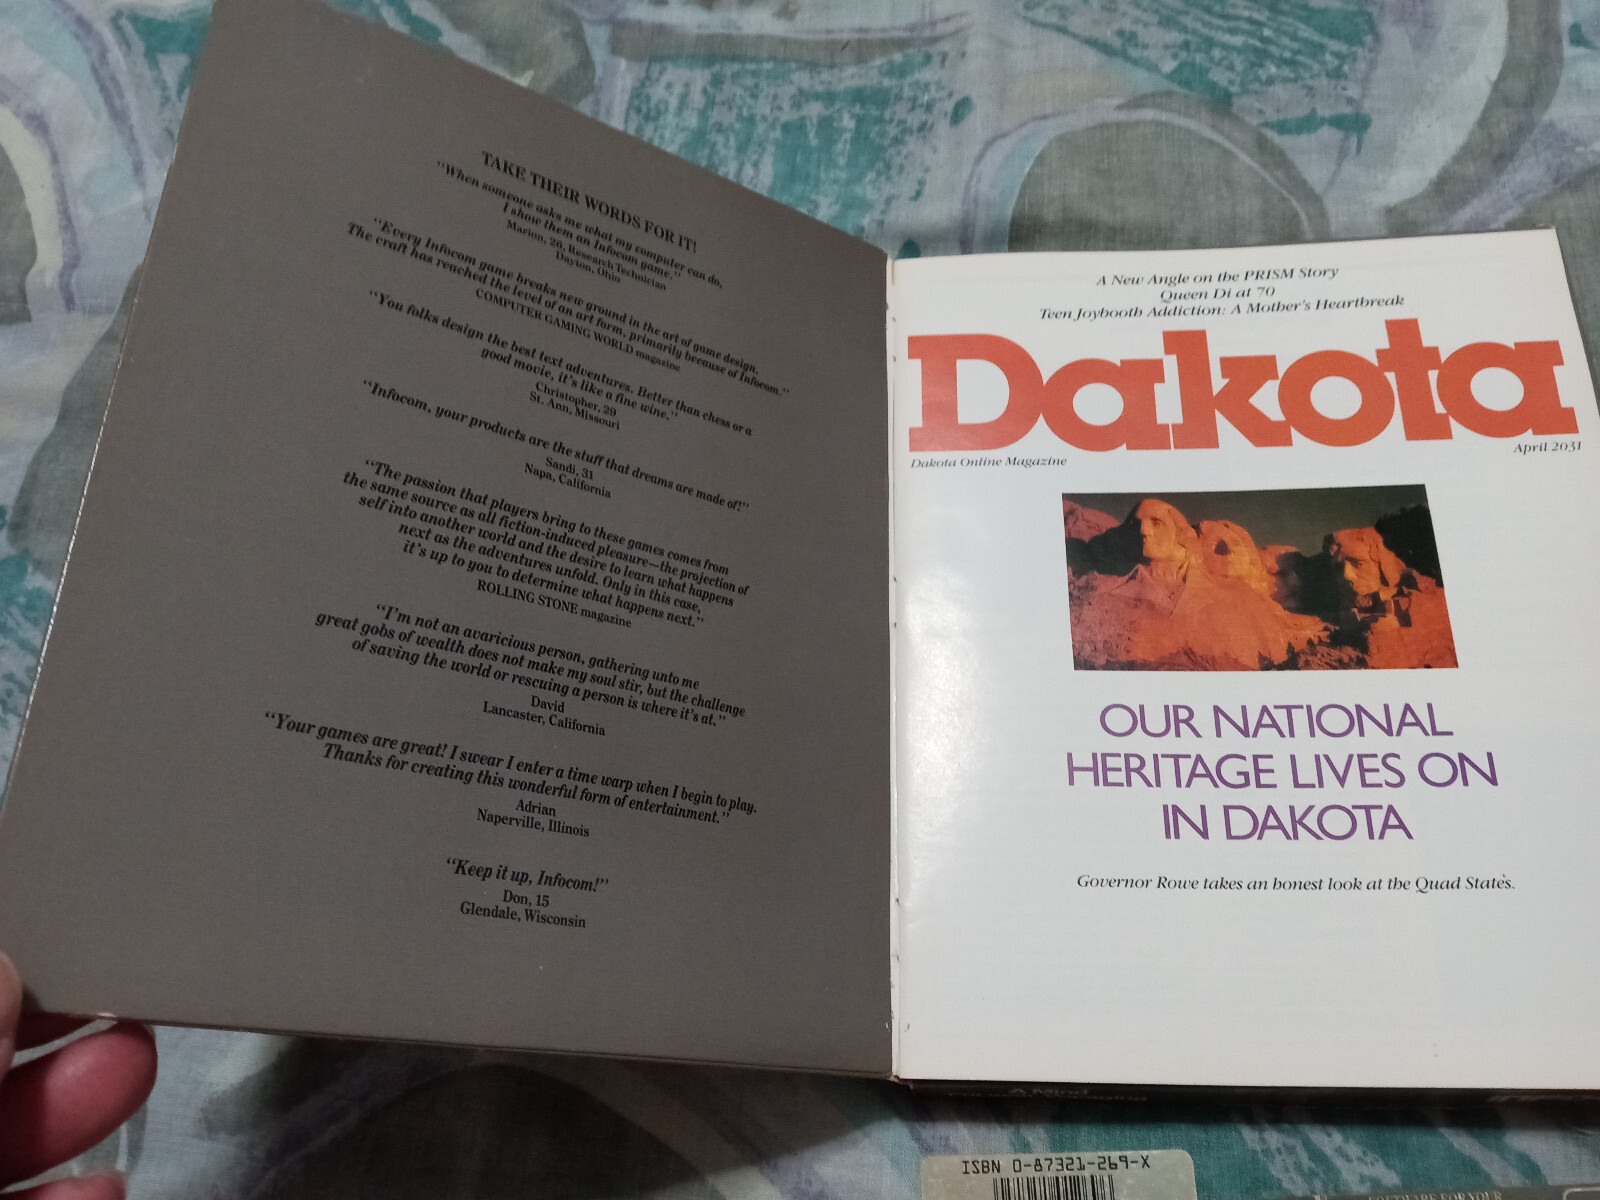 TAKE THEIR WORDS FOR IT!
“When someone asks me what my computer can do,
I show them an Infocom game.”
Marion, 26, Research Technician
Dayton, Ohio
“Every Infocom game breaks new ground in the art of game design.
The craft has reached the level of an art form, primarily because of Infocom.”
COMPUTER GAMING WORLD magazine
“You folks design the best text adventures. Better than chess or a
good movie, it's like a fine wine.”
Christopher, 29
St. Ann, Missouri
“Infocom, your products are the stuff that dreams are made of!”
Sandi, 31
Napa, California
“The passion that players bring to these games comes from
the same source as all fiction-induced pleasure—the projection of
self into another world and the desire to learn what happens
next as the adventures unfold. Only in this case,
it's up to you to determine what happens next.”
ROLLING STONE magazine
“I'm not an avaricious person, gathering unto me
great gobs of wealth does not make my soul stir, but the challenge
of saving the world or rescuing a person is where it's at.”
David
Lancaster, California
“Your games are great! I swear I enter a time warp when I begin to play.
Thanks for creating this wonderful form of entertainment.”
Adrian
Naperville, Illinois
“Keep it up, Infocom!”
Don, 15
Glendale, Wisconsin
A New Angle on the PRISM Story
Queen Di at 70
Teen Joybooth Addiction: A Mother's Heartbreak
Dakota
Dakota Online Magazine
April 2031
OUR NATIONAL
HERITAGE LIVES ON
IN DAKOTA
Governor Rowe takes an honest look at the Quad States.
A Mind
ISBN 0-87321-269-X
SOFTWARE FOR YOUR